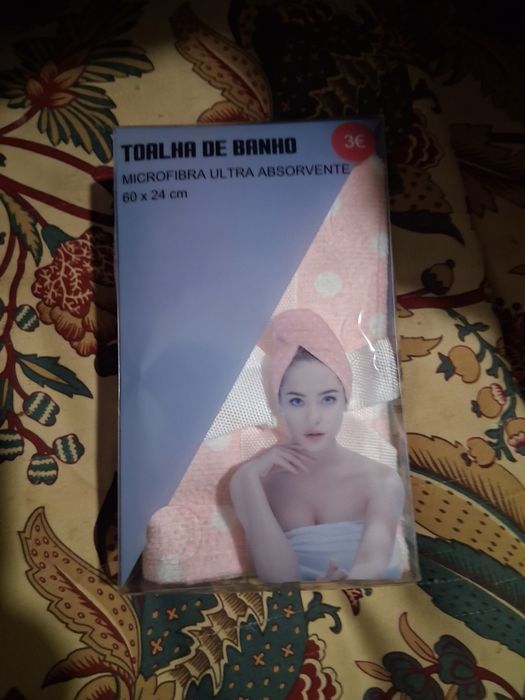 TOALHA DE BANHO
3€
MICROFIBRA ULTRA ABSORVENTE
60 x 24 cm